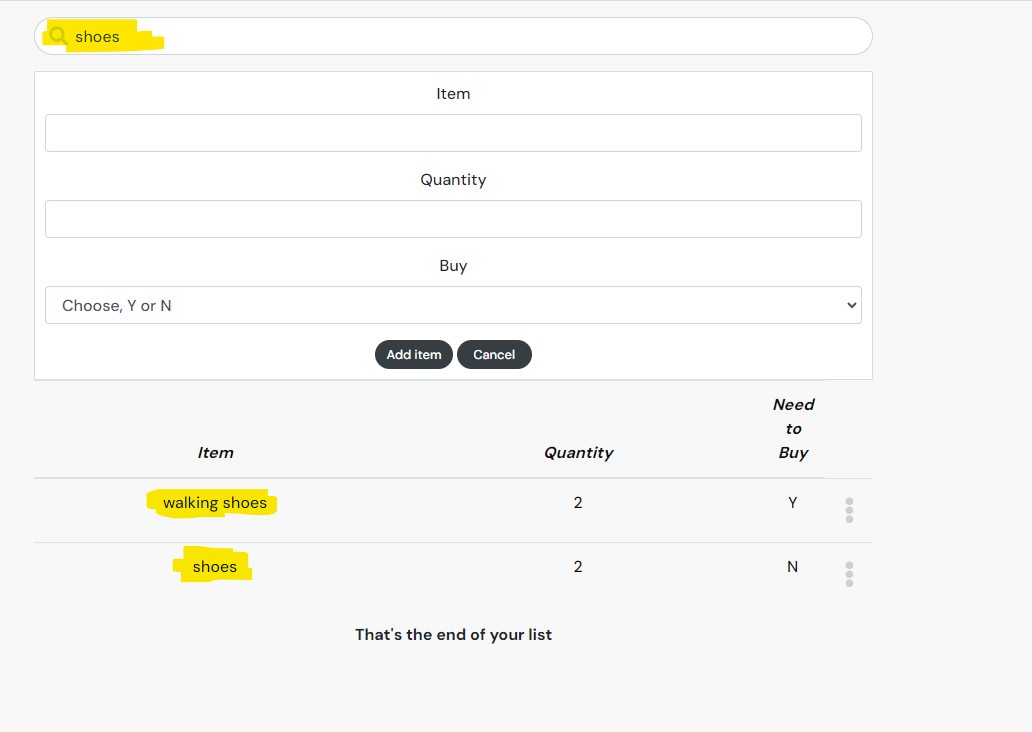 shoes
Item
Quantity
Buy
Choose, Y or N
Add item Cancel
Item Quantity Need to Buy
walking shoes 2 Y
shoes 2 N
That's the end of your list